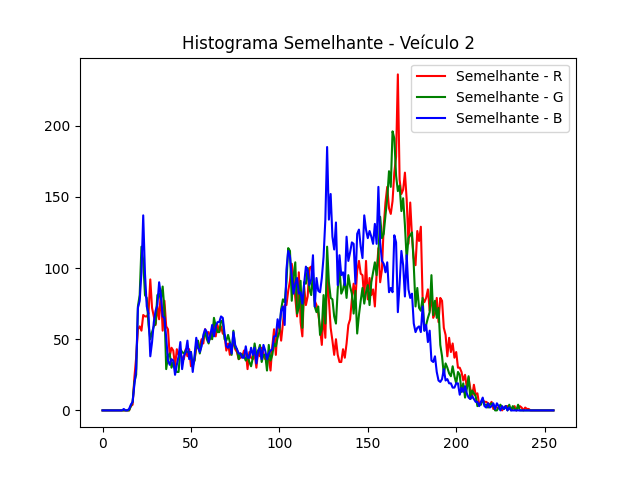 Histograma Semelhante - Veículo 2
Semelhante - R
Semelhante - G
Semelhante - B
200
150
100
50
0
0 50 100 150 200 250